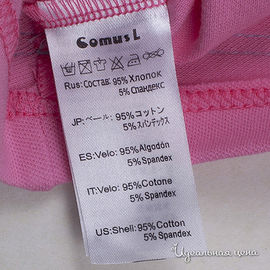 Comus L
Rus: Состав: 95% Хлопок
5% Спандекс
JP:ベール: 95%コットン
5%スパンデックス
ES:Velo: 95%Algodón
5% Spandex
IT:Velo: 95%Cotone
5% Spandex
US:Shell: 95%Cotton
5% Spandex
Идеальная цена